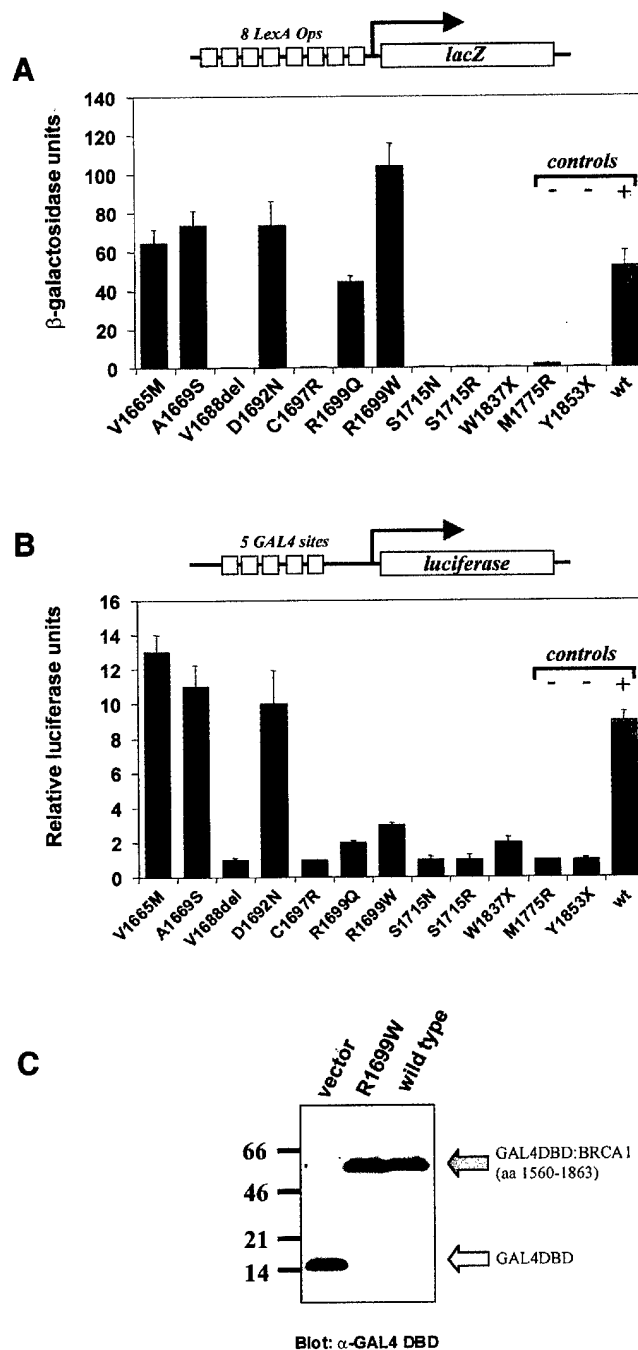 A
8 LexA Ops
lacZ
β-galactosidase units
140
120
100
80
60
40
20
0
controls
- - +
V1665M
A1669S
V1688del
D1692N
C1697R
R1699Q
R1699W
S1715N
S1715R
W1837X
M1775R
Y1853X
wt
B
5 GAL4 sites
luciferase
Relative luciferase units
16
14
12
10
8
6
4
2
0
controls
- - +
V1665M
A1669S
V1688del
D1692N
C1697R
R1699Q
R1699W
S1715N
S1715R
W1837X
M1775R
Y1853X
wt
C
vector
R1699W
wild type
66
46
21
14
GAL4DBD:BRCA1
(aa 1560-1863)
GAL4DBD
Blot: α-GAL4 DBD